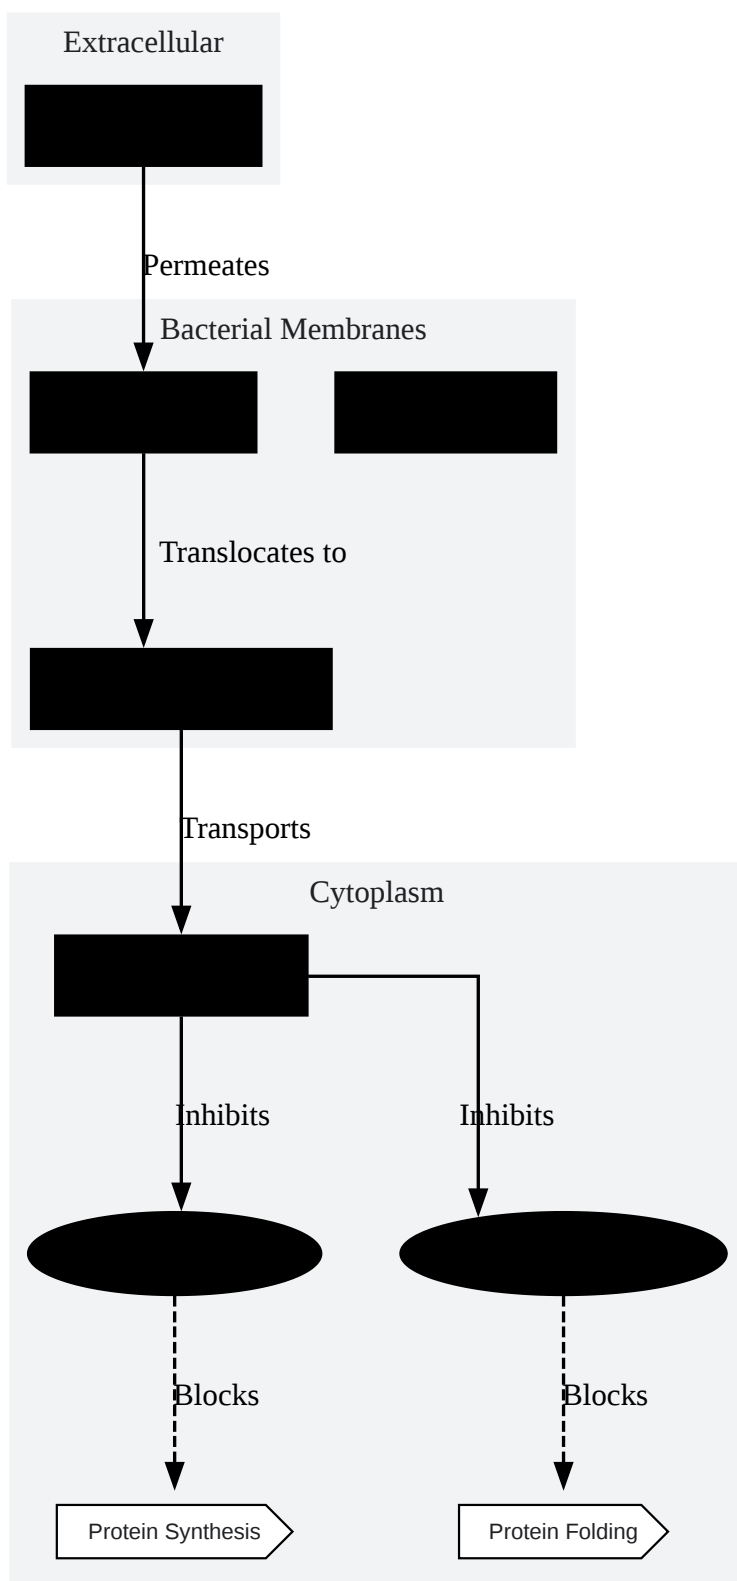 Extracellular
Permeates
Bacterial Membranes
Translocates to
Transports
Cytoplasm
Inhibits
Inhibits
Blocks
Blocks
Protein Synthesis
Protein Folding